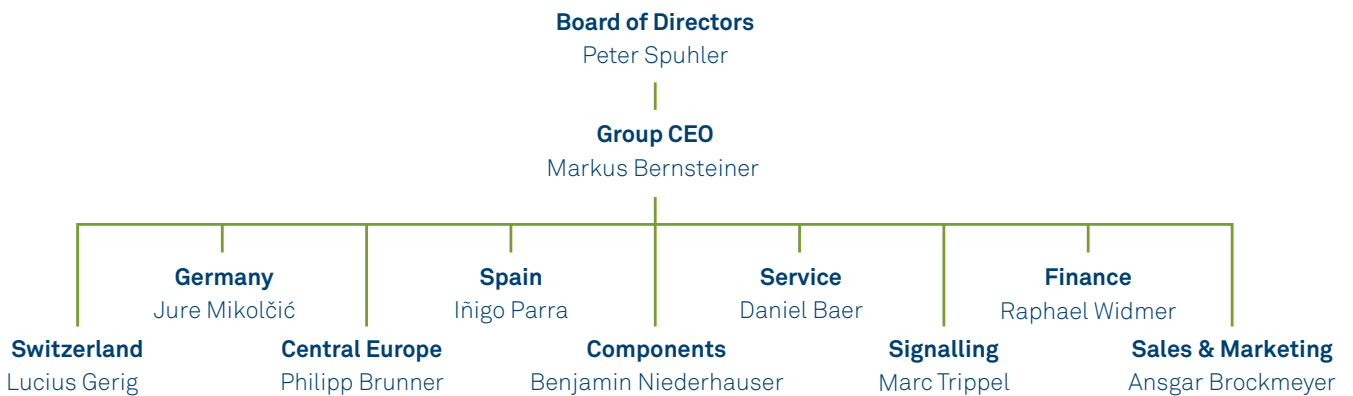 Board of Directors
Peter Spuhler
Group CEO
Markus Bernsteiner
Germany
Jure Mikolčić
Spain
Iñigo Parra
Service
Daniel Baer
Finance
Raphael Widmer
Switzerland
Lucius Gerig
Central Europe
Philipp Brunner
Components
Benjamin Niederhauser
Signalling
Marc Trippel
Sales & Marketing
Ansgar Brockmeyer